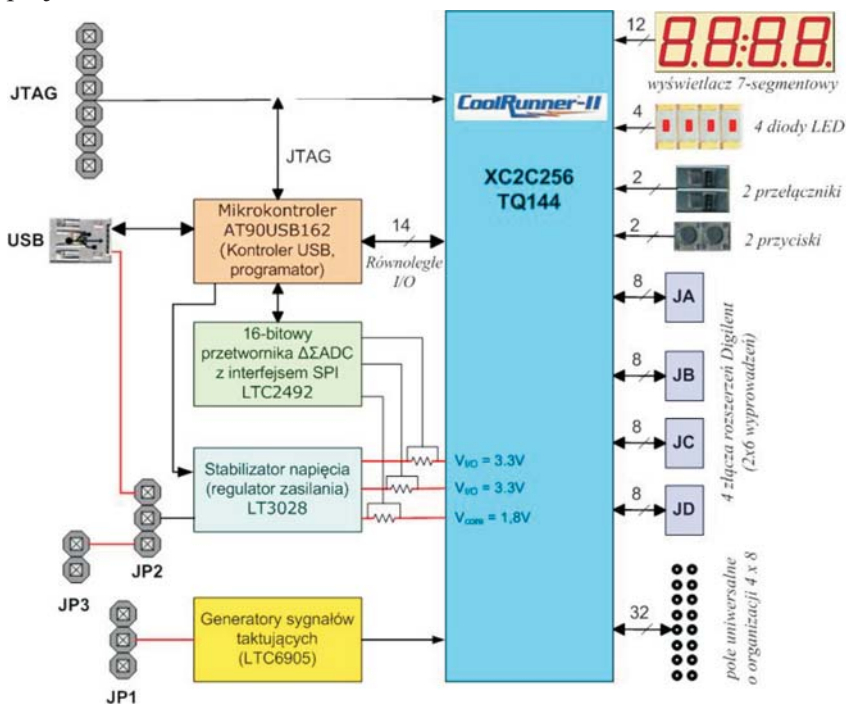 JTAG
JTAG
USB
Mikrokontroler
AT90USB162
(Kontroler USB,
programator)
14
Równoległe
I/O
16-bitowy
przetwornika ΔΣADC
z interfejsem SPI
LTC2492
Stabilizator napięcia
(regulator zasilania)
LT3028
JP2
JP3
JP1
Generatory sygnałów
taktujących
(LTC6905)
CoolRunner-II
XC2C256
TQ144
VI/O = 3.3V
VI/O = 3.3V
Vcore = 1,8V
12
88:88
wyświetlacz 7-segmentowy
4
4 diody LED
2
2 przełączniki
2
2 przyciski
8
JA
8
JB
8
JC
8
JD
4 złącza rozszerzeń Digilent
(2x6 wyprowadzeń)
32
pole uniwersalne
o organizacji 4 x 8